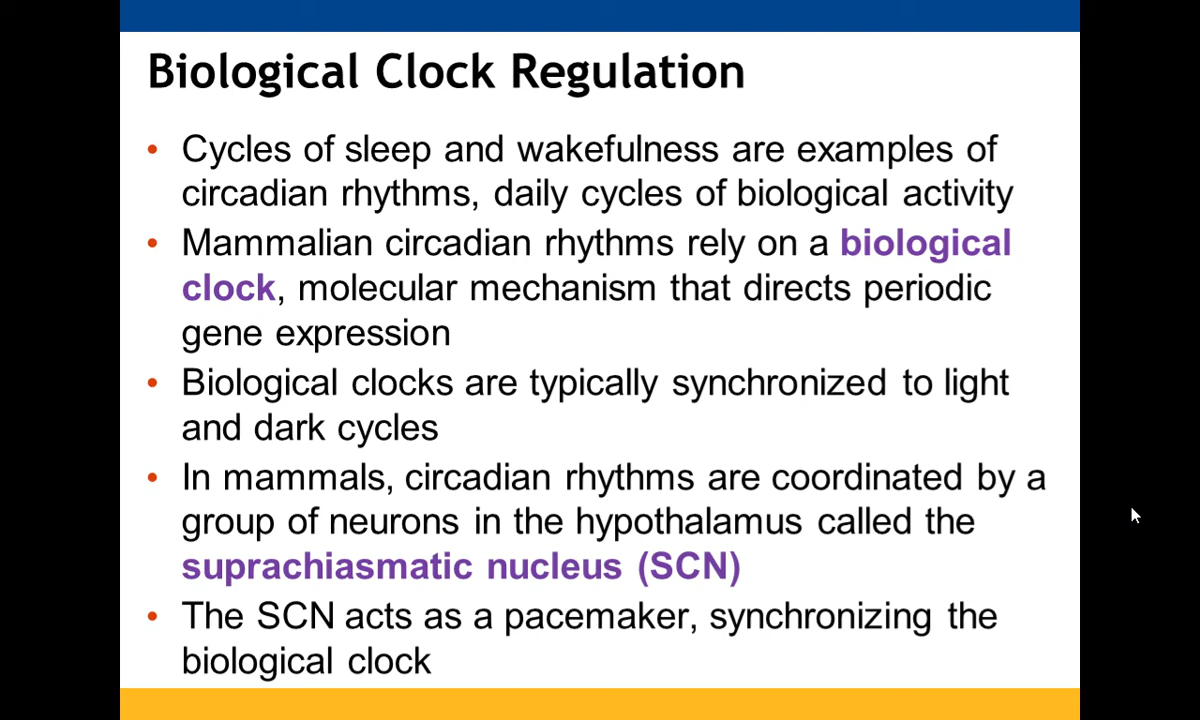 Biological Clock Regulation
• Cycles of sleep and wakefulness are examples of
circadian rhythms, daily cycles of biological activity
• Mammalian circadian rhythms rely on a biological
clock, molecular mechanism that directs periodic
gene expression
• Biological clocks are typically synchronized to light
and dark cycles
• In mammals, circadian rhythms are coordinated by a
group of neurons in the hypothalamus called the
suprachiasmatic nucleus (SCN)
• The SCN acts as a pacemaker, synchronizing the
biological clock